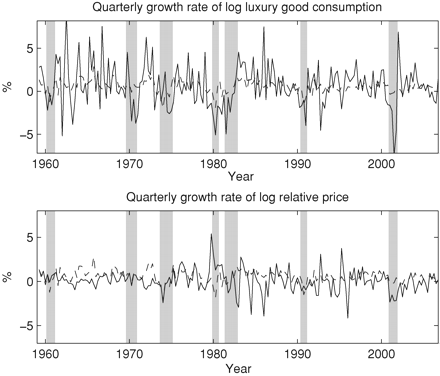 Quarterly growth rate of log luxury good consumption
5
%
0
−5
1960 1970 1980 1990 2000
Year
Quarterly growth rate of log relative price
5
%
0
−5
1960 1970 1980 1990 2000
Year